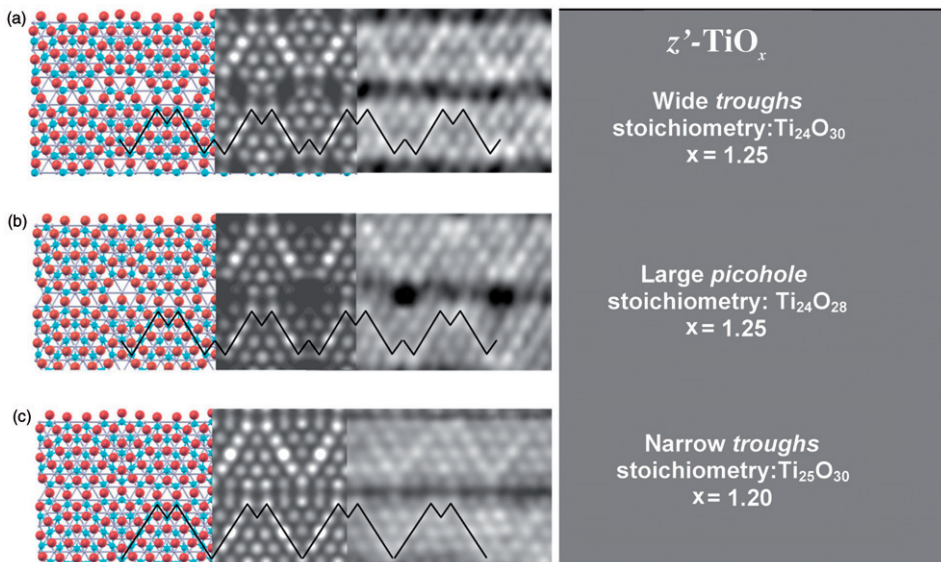 (a)
z'-TiOₓ
Wide troughs
stoichiometry:Ti₂₄O₃₀
x = 1.25
(b)
Large picohole
stoichiometry: Ti₂₄O₂₈
x = 1.25
(c)
Narrow troughs
stoichiometry:Ti₂₅O₃₀
x = 1.20